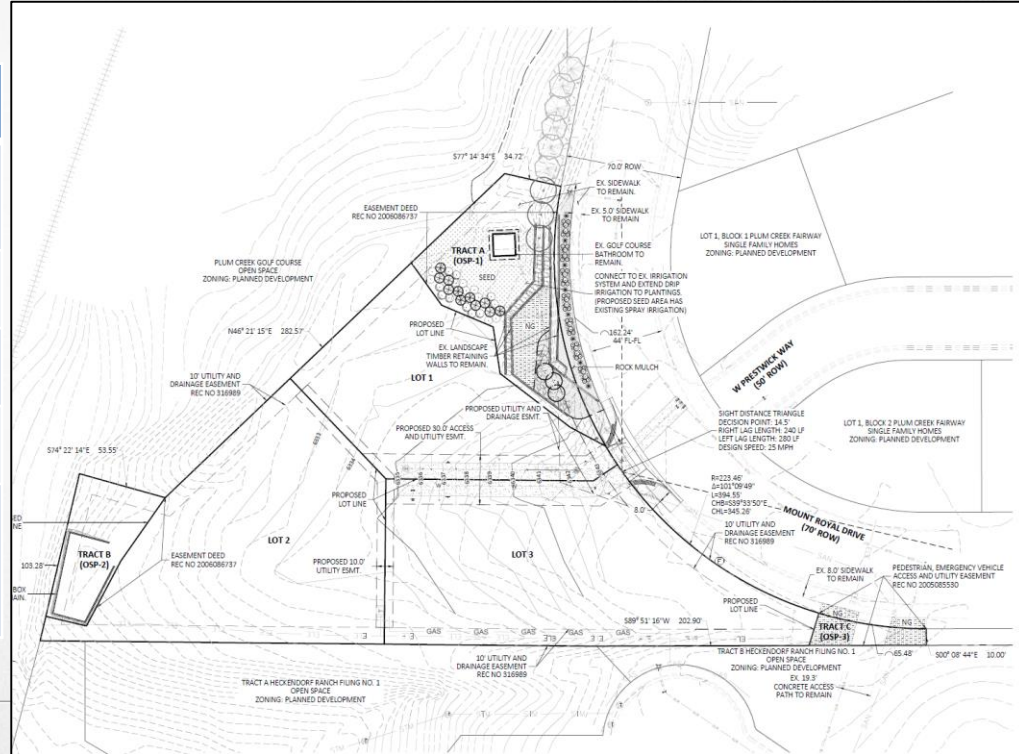 S77° 14' 34"E    34.72'
70.0' ROW
EX. SIDEWALK
TO REMAIN.
EASEMENT DEED
REC NO 2006086737
EX. 5.0' SIDEWALK
TO REMAIN
TRACT A
(OSP-1)
SEED
EX. GOLF COURSE
BATHROOM TO
REMAIN.
CONNECT TO EX. IRRIGATION
SYSTEM AND EXTEND DRIP
IRRIGATION TO PLANTINGS.
(PROPOSED SEED AREA HAS
EXISTING SPRAY IRRIGATION)
LOT 1, BLOCK 1 PLUM CREEK FAIRWAY
SINGLE FAMILY HOMES
ZONING: PLANNED DEVELOPMENT
PLUM CREEK GOLF COURSE
OPEN SPACE
ZONING: PLANNED DEVELOPMENT
N46° 21' 15"E    282.57'
PROPOSED
LOT LINE
NG
162.24'
44' FL-FL
EX. LANDSCAPE
TIMBER RETAINING
WALLS TO REMAIN.
ROCK MULCH
W PRESTWICK WAY
(50' ROW)
LOT 1
10' UTILITY AND
DRAINAGE EASEMENT
REC NO 316989
PROPOSED UTILITY AND
DRAINAGE ESMT.
PROPOSED 30.0' ACCESS
AND UTILITY ESMT.
SIGHT DISTANCE TRIANGLE
DECISION POINT: 14.5'
RIGHT LAG LENGTH: 240 LF
LEFT LAG LENGTH: 280 LF
DESIGN SPEED: 25 MPH
LOT 1, BLOCK 2 PLUM CREEK FAIRWAY
SINGLE FAMILY HOMES
ZONING: PLANNED DEVELOPMENT
S74° 22' 14"E    53.55'
R=223.46'
Δ=101°09'49"
L=394.55'
CHB=S39°33'50"E
CHL=345.26'
PROPOSED
LOT LINE
8.0'
MOUNT ROYAL DRIVE
(70' ROW)
10' UTILITY AND
DRAINAGE EASEMENT
REC NO 316989
LOT 2
LOT 3
TRACT B
(OSP-2)
103.28'
EASEMENT DEED
REC NO 2006086737
PROPOSED 10.0'
UTILITY ESMT.
EX. 8.0' SIDEWALK
TO REMAIN
PEDESTRIAN, EMERGENCY VEHICLE
ACCESS AND UTILITY EASEMENT
REC NO 2005085530
PROPOSED
LOT LINE
NG
NG
TRACT C
(OSP-3)
S89° 51' 16"W    202.90'
GAS GAS GAS GAS GAS
65.48'
S00° 08' 44"E    10.00'
10' UTILITY AND
DRAINAGE EASEMENT
REC NO 316989
TRACT B HECKENDORF RANCH FILING NO. 1
OPEN SPACE
ZONING: PLANNED DEVELOPMENT
EX. 19.3'
CONCRETE ACCESS
PATH TO REMAIN
TRACT A HECKENDORF RANCH FILING NO. 1
OPEN SPACE
ZONING: PLANNED DEVELOPMENT